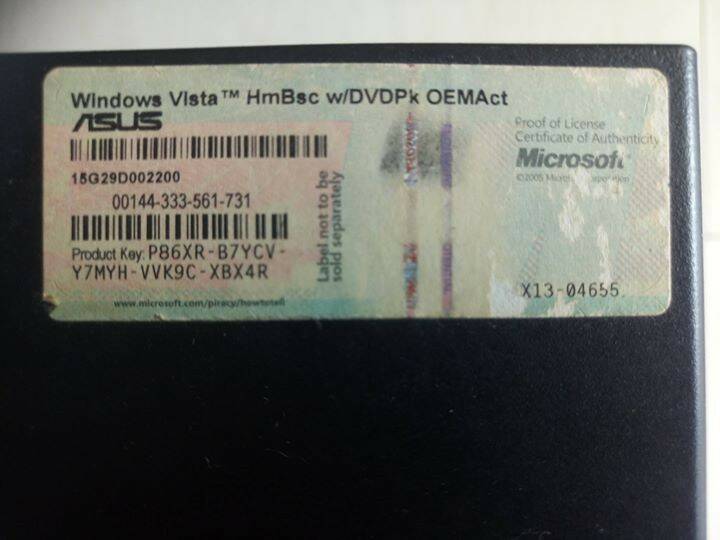 Windows Vista™ HmBsc w/DVDPk OEMAct
ASUS
15G29D002200
00144-333-561-731
Product Key: P86XR-B7YCV-
Y7MYH-VVK9C-XBX4R
www.microsoft.com/piracy/howtotell
Label not to be
sold separately
Proof of License
Certificate of Authenticity
Microsoft
©2005
X13-04655